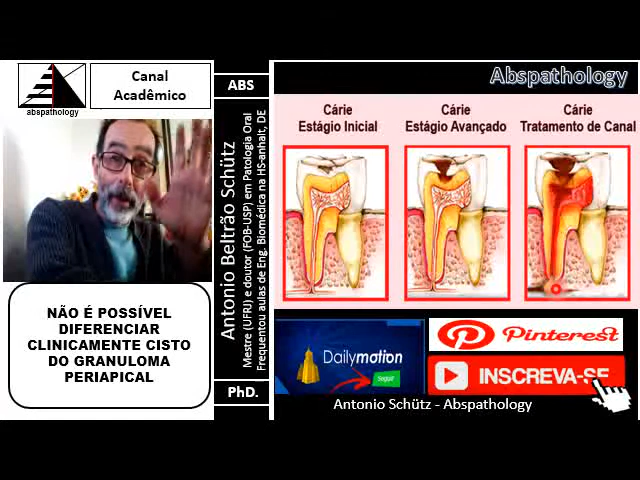 abspathology
Canal
Acadêmico
NÃO É POSSÍVEL
DIFERENCIAR
CLINICAMENTE CISTO
DO GRANULOMA
PERIAPICAL
ABS
Antonio Beltrão Schütz
Mestre (UFRJ) e doutor (FOB-USP) em Patologia Oral
Frequentou aulas de Eng. Biomédica na HS-anhalt, DE
PhD.
Abspathology
Cárie
Estágio Inicial
Cárie
Estágio Avançado
Cárie
Tratamento de Canal
Dailymotion
Seguir
Pinterest
INSCREVA-SE
Antonio Schütz - Abspathology